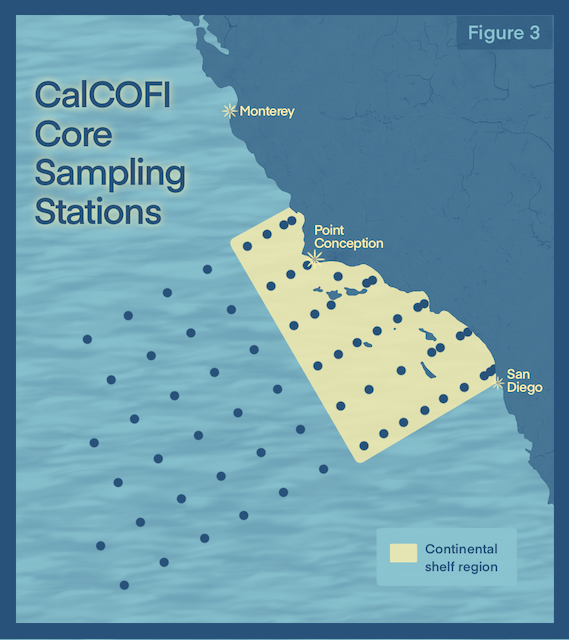 Figure 3
CalCOFI
Core
Sampling
Stations
Monterey
Point
Conception
San
Diego
Continental
shelf region